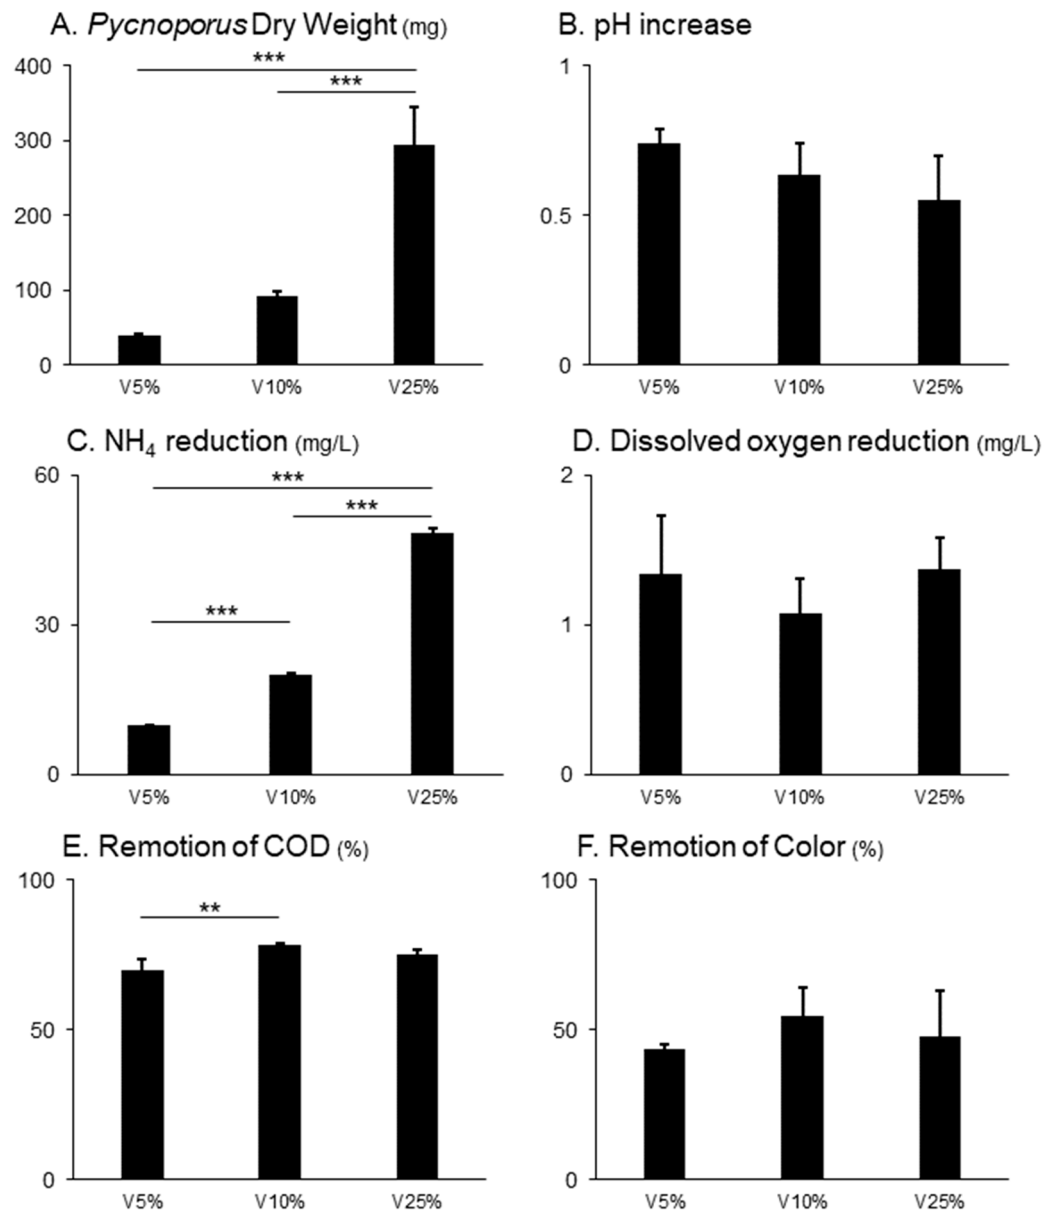 A. Pycnoporus Dry Weight (mg)
400
300
200
100
0
***
***
V5% V10% V25%
B. pH increase
1
0.5
0
V5% V10% V25%
C. NH4 reduction (mg/L)
60
30
0
***
***
***
V5% V10% V25%
D. Dissolved oxygen reduction (mg/L)
2
1
0
V5% V10% V25%
E. Remotion of COD (%)
100
50
0
**
V5% V10% V25%
F. Remotion of Color (%)
100
50
0
V5% V10% V25%